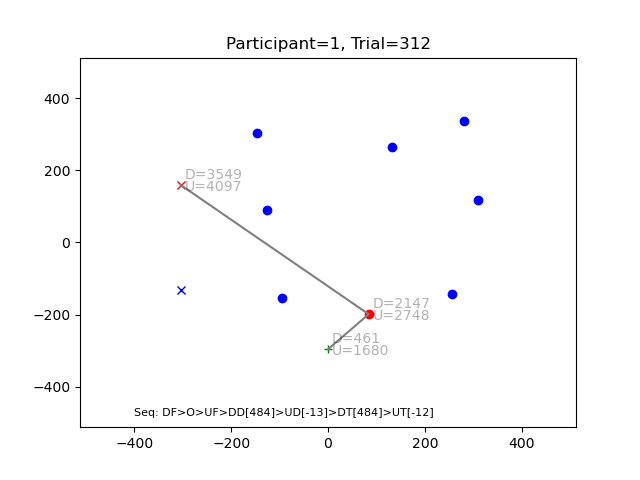 Participant=1, Trial=312
400
200
0
−200
−400
D=3549
U=4097
D=2147
U=2748
D=461
U=1680
Seq: DF>O>UF>DD[484]>UD[-13]>DT[484]>UT[-12]
−400 −200 0 200 400